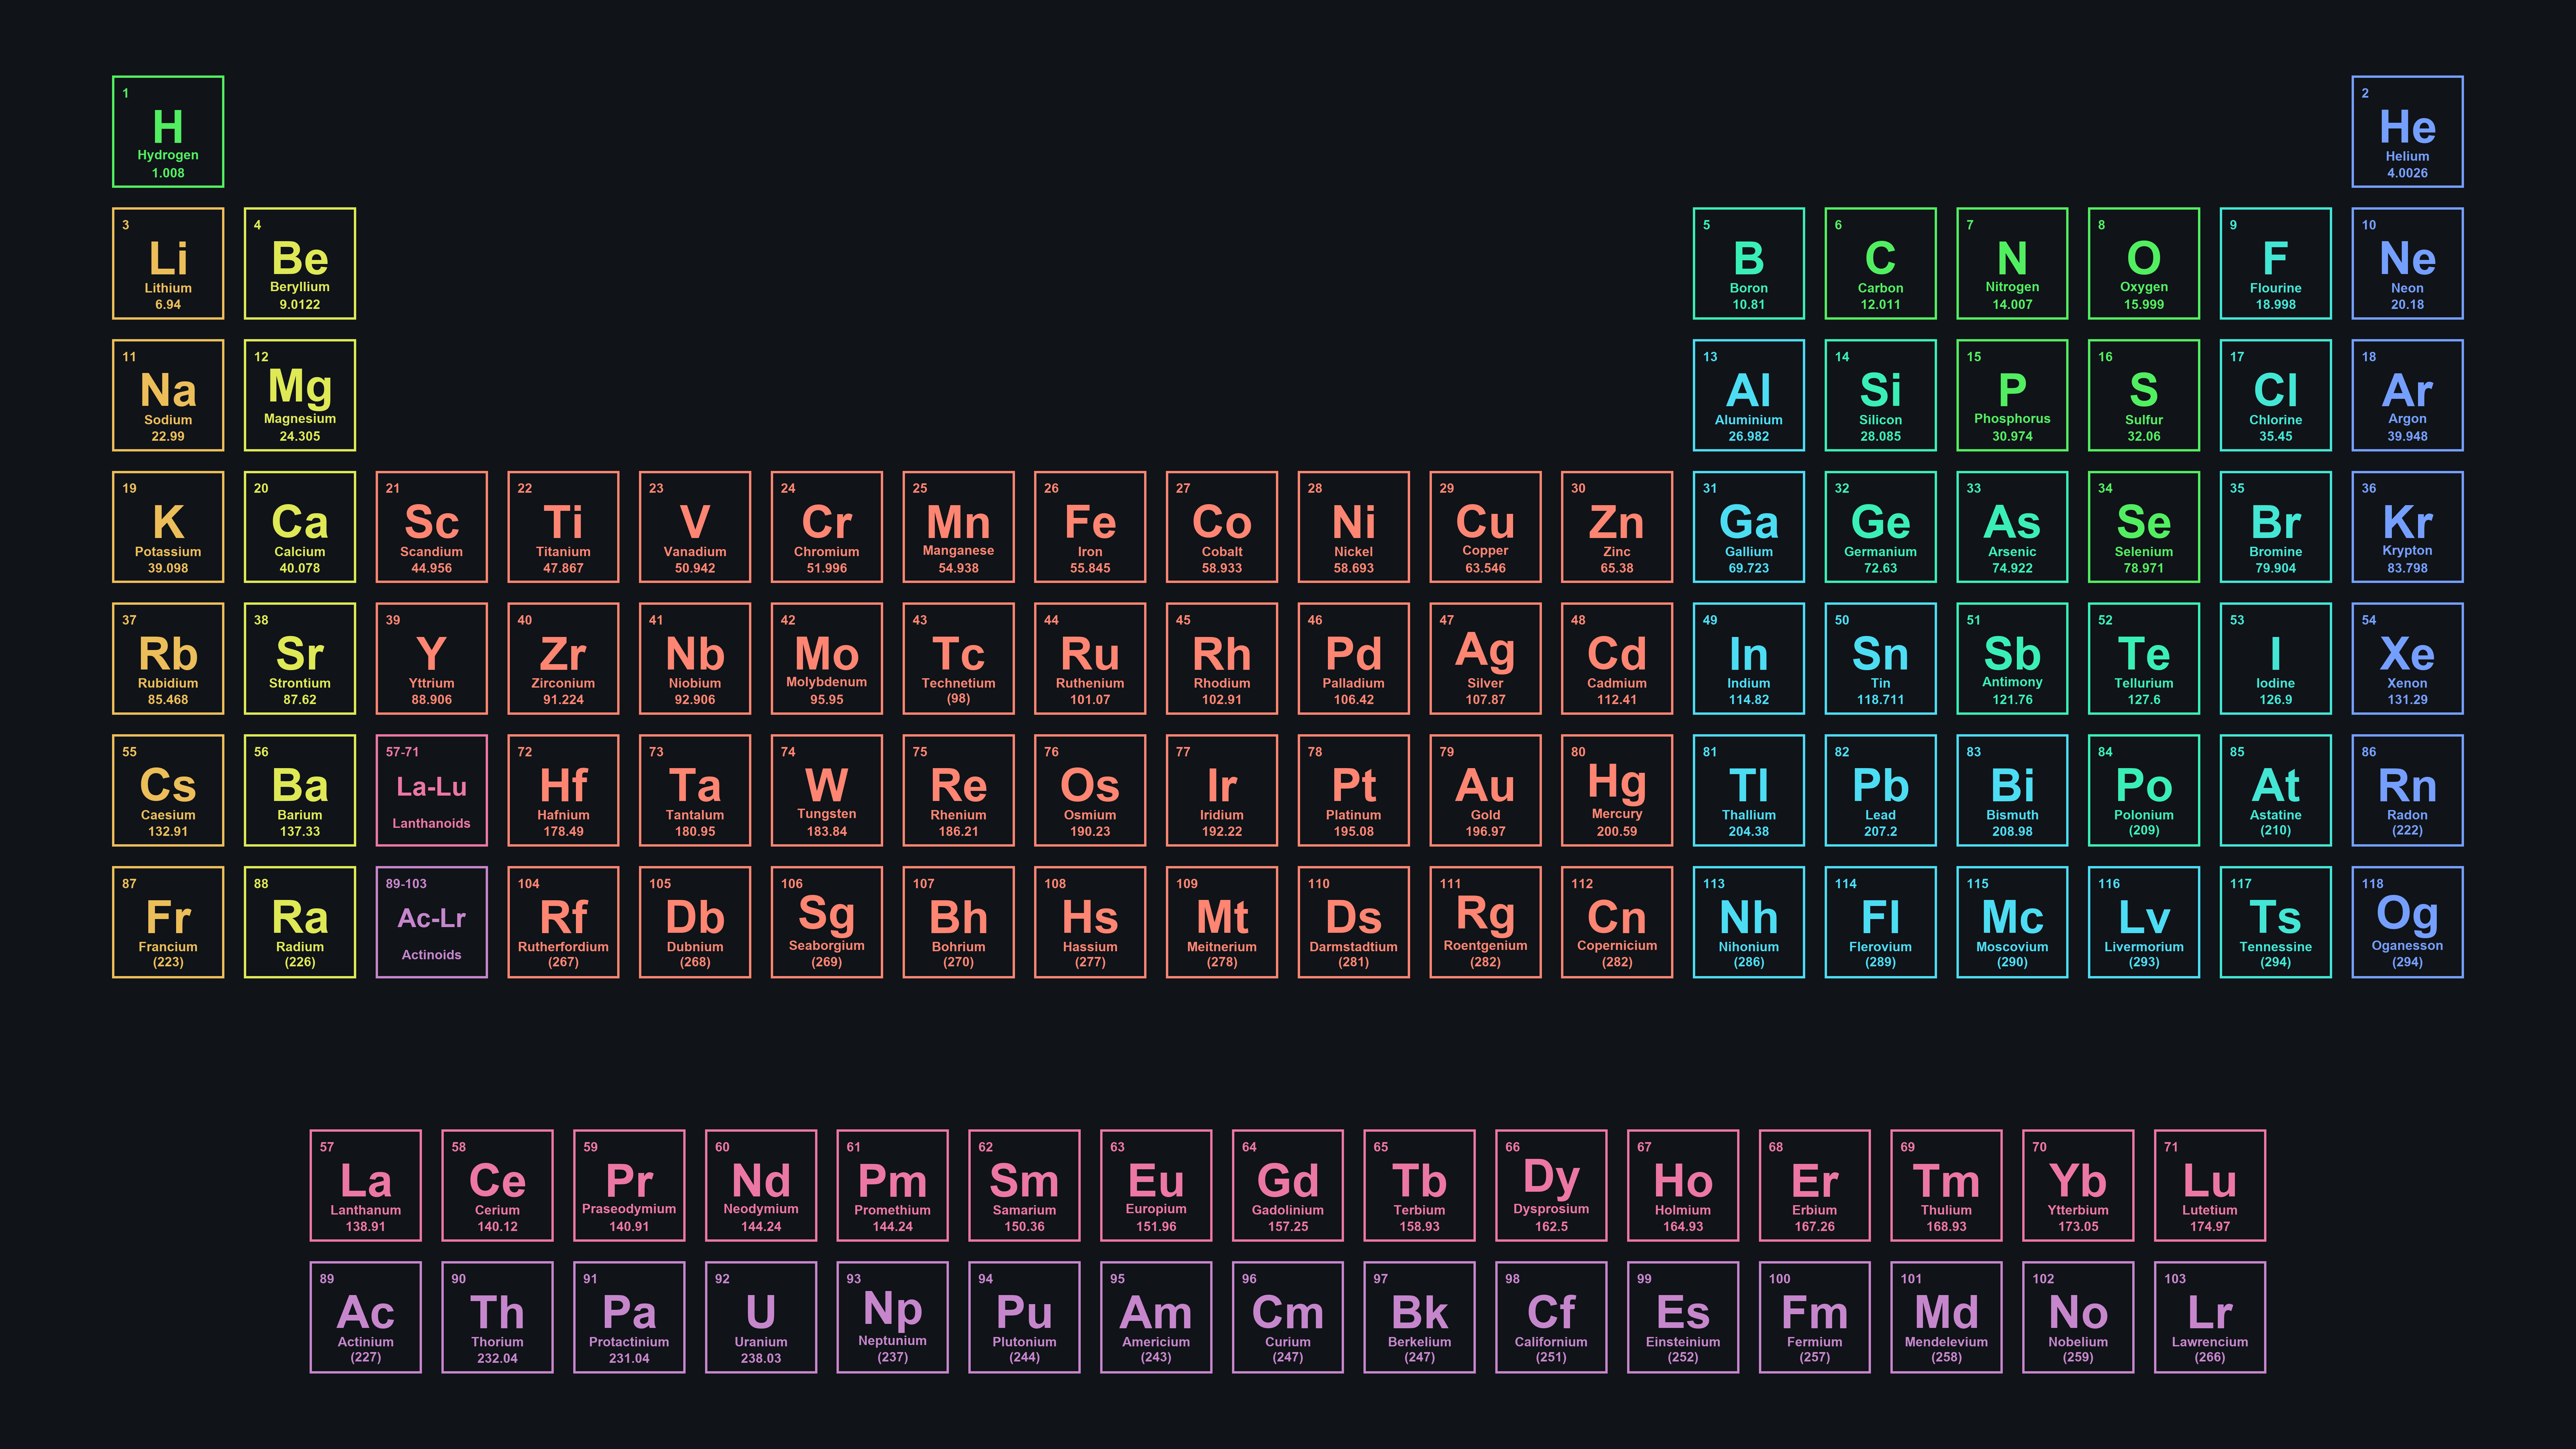 1
H
Hydrogen
1.008
2
He
Helium
4.0026
3
Li
Lithium
6.94
4
Be
Beryllium
9.0122
5
B
Boron
10.81
6
C
Carbon
12.011
7
N
Nitrogen
14.007
8
O
Oxygen
15.999
9
F
Flourine
18.998
10
Ne
Neon
20.18
11
Na
Sodium
22.99
12
Mg
Magnesium
24.305
13
Al
Aluminium
26.982
14
Si
Silicon
28.085
15
P
Phosphorus
30.974
16
S
Sulfur
32.06
17
Cl
Chlorine
35.45
18
Ar
Argon
39.948
19
K
Potassium
39.098
20
Ca
Calcium
40.078
21
Sc
Scandium
44.956
22
Ti
Titanium
47.867
23
V
Vanadium
50.942
24
Cr
Chromium
51.996
25
Mn
Manganese
54.938
26
Fe
Iron
55.845
27
Co
Cobalt
58.933
28
Ni
Nickel
58.693
29
Cu
Copper
63.546
30
Zn
Zinc
65.38
31
Ga
Gallium
69.723
32
Ge
Germanium
72.63
33
As
Arsenic
74.922
34
Se
Selenium
78.971
35
Br
Bromine
79.904
36
Kr
Krypton
83.798
37
Rb
Rubidium
85.468
38
Sr
Strontium
87.62
39
Y
Yttrium
88.906
40
Zr
Zirconium
91.224
41
Nb
Niobium
92.906
42
Mo
Molybdenum
95.95
43
Tc
Technetium
(98)
44
Ru
Ruthenium
101.07
45
Rh
Rhodium
102.91
46
Pd
Palladium
106.42
47
Ag
Silver
107.87
48
Cd
Cadmium
112.41
49
In
Indium
114.82
50
Sn
Tin
118.711
51
Sb
Antimony
121.76
52
Te
Tellurium
127.6
53
I
Iodine
126.9
54
Xe
Xenon
131.29
55
Cs
Caesium
132.91
56
Ba
Barium
137.33
57-71
La-Lu
Lanthanoids
72
Hf
Hafnium
178.49
73
Ta
Tantalum
180.95
74
W
Tungsten
183.84
75
Re
Rhenium
186.21
76
Os
Osmium
190.23
77
Ir
Iridium
192.22
78
Pt
Platinum
195.08
79
Au
Gold
196.97
80
Hg
Mercury
200.59
81
Tl
Thallium
204.38
82
Pb
Lead
207.2
83
Bi
Bismuth
208.98
84
Po
Polonium
(209)
85
At
Astatine
(210)
86
Rn
Radon
(222)
87
Fr
Francium
(223)
88
Ra
Radium
(226)
89-103
Ac-Lr
Actinoids
104
Rf
Rutherfordium
(267)
105
Db
Dubnium
(268)
106
Sg
Seaborgium
(269)
107
Bh
Bohrium
(270)
108
Hs
Hassium
(277)
109
Mt
Meitnerium
(278)
110
Ds
Darmstadtium
(281)
111
Rg
Roentgenium
(282)
112
Cn
Copernicium
(282)
113
Nh
Nihonium
(286)
114
Fl
Flerovium
(289)
115
Mc
Moscovium
(290)
116
Lv
Livermorium
(293)
117
Ts
Tennessine
(294)
118
Og
Oganesson
(294)
57
La
Lanthanum
138.91
58
Ce
Cerium
140.12
59
Pr
Praseodymium
140.91
60
Nd
Neodymium
144.24
61
Pm
Promethium
144.24
62
Sm
Samarium
150.36
63
Eu
Europium
151.96
64
Gd
Gadolinium
157.25
65
Tb
Terbium
158.93
66
Dy
Dysprosium
162.5
67
Ho
Holmium
164.93
68
Er
Erbium
167.26
69
Tm
Thulium
168.93
70
Yb
Ytterbium
173.05
71
Lu
Lutetium
174.97
89
Ac
Actinium
(227)
90
Th
Thorium
232.04
91
Pa
Protactinium
231.04
92
U
Uranium
238.03
93
Np
Neptunium
(237)
94
Pu
Plutonium
(244)
95
Am
Americium
(243)
96
Cm
Curium
(247)
97
Bk
Berkelium
(247)
98
Cf
Californium
(251)
99
Es
Einsteinium
(252)
100
Fm
Fermium
(257)
101
Md
Mendelevium
(258)
102
No
Nobelium
(259)
103
Lr
Lawrencium
(266)